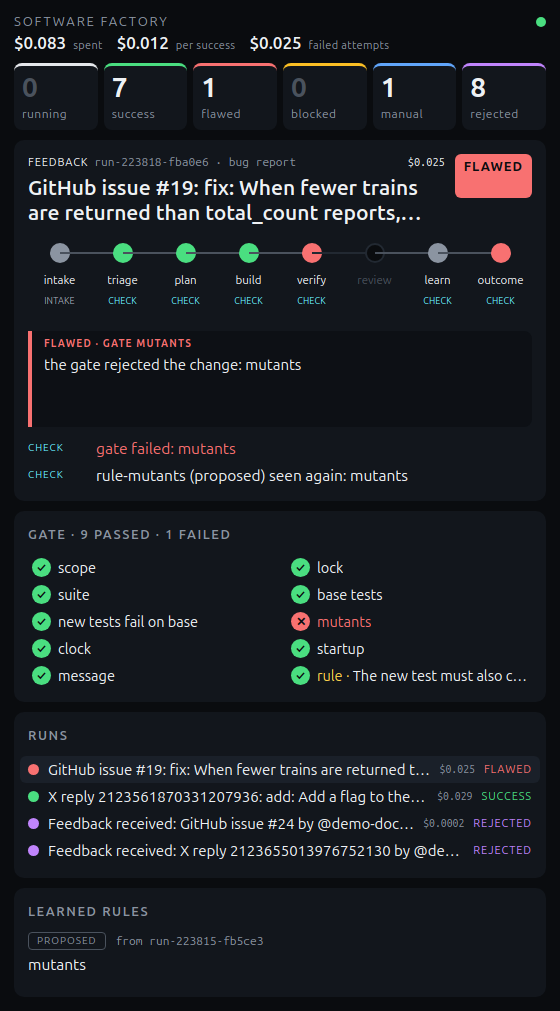 SOFTWARE FACTORY
$0.083 spent $0.012 per success $0.025 failed attempts
0 7 1 0 1 8
running success flawed blocked manual rejected
FEEDBACK run-223818-fba0e6 · bug report $0.025 FLAWED
GitHub issue #19: fix: When fewer trains
are returned than total_count reports,…
intake triage plan build verify review learn outcome
INTAKE CHECK CHECK CHECK CHECK CHECK CHECK
FLAWED · GATE MUTANTS
the gate rejected the change: mutants
CHECK gate failed: mutants
CHECK rule-mutants (proposed) seen again: mutants
GATE · 9 PASSED · 1 FAILED
scope lock
suite base tests
new tests fail on base mutants
clock startup
message rule · The new test must also c…
RUNS
GitHub issue #19: fix: When fewer trains are returned t… $0.025 FLAWED
X reply 2123561870331207936: add: Add a flag to the… $0.029 SUCCESS
Feedback received: GitHub issue #24 by @demo-doc… $0.0002 REJECTED
Feedback received: X reply 2123655013976752130 by @de… REJECTED
LEARNED RULES
PROPOSED from run-223815-fb5ce3
mutants